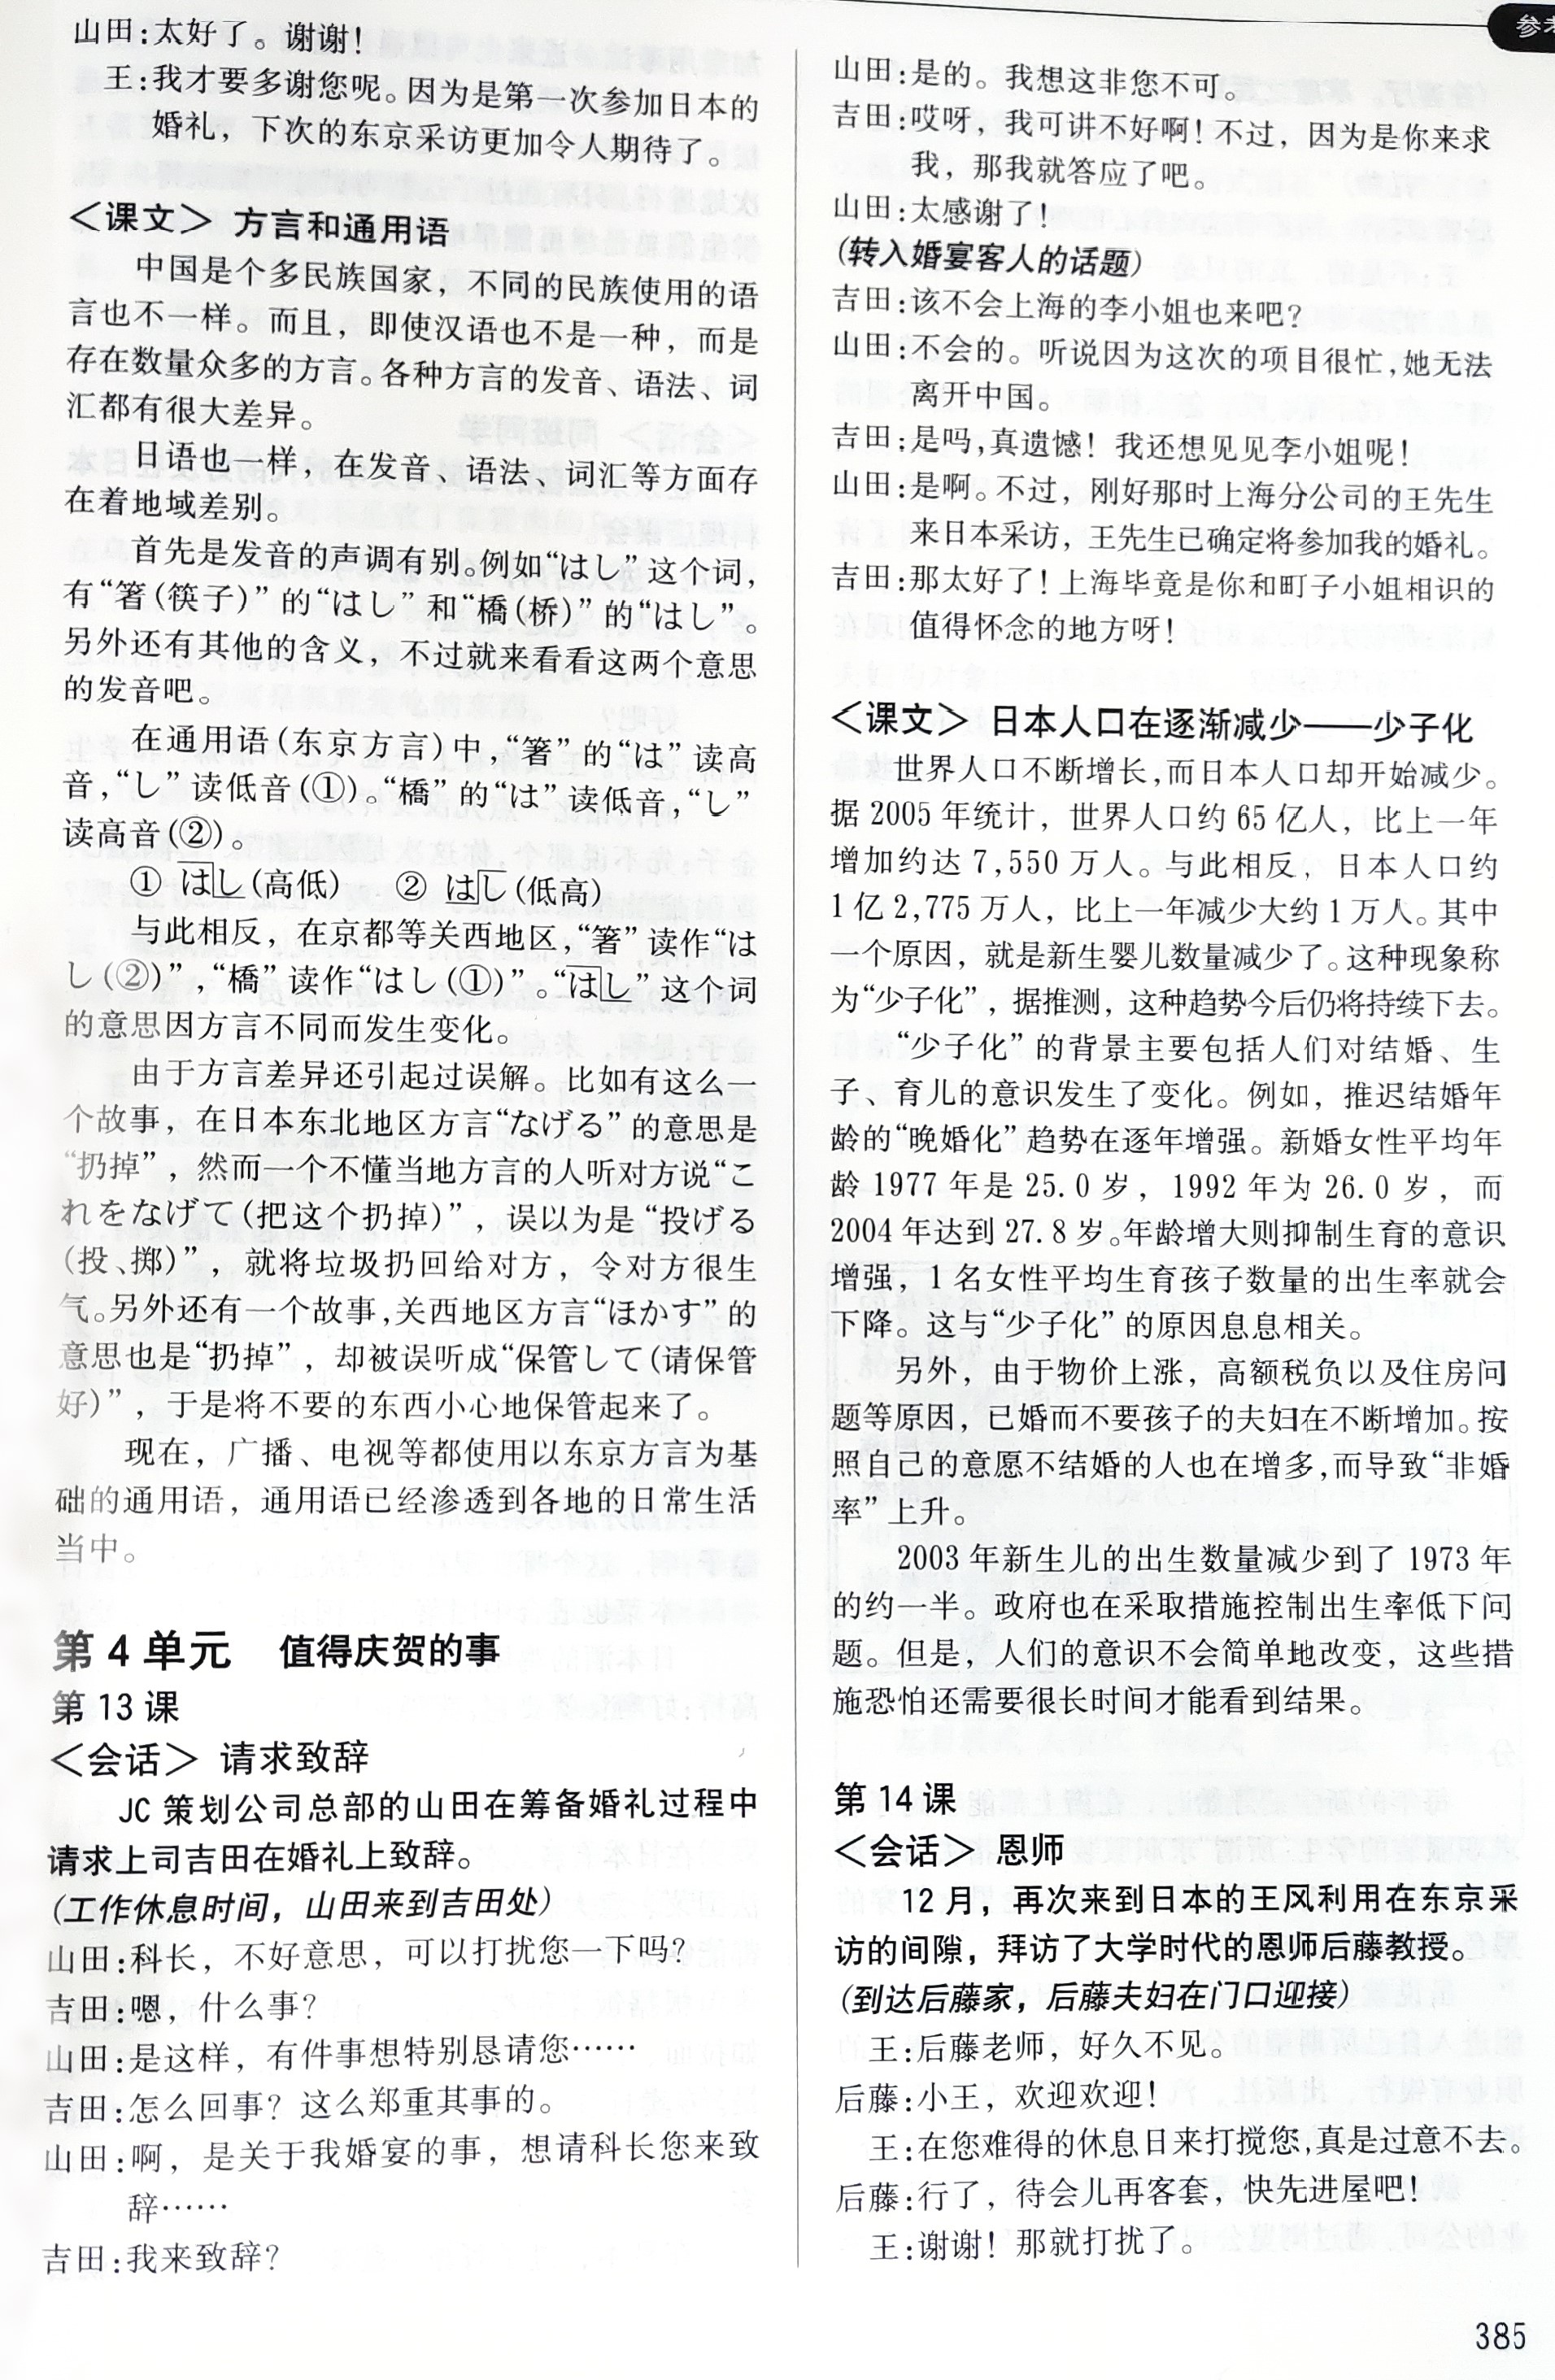 山田:太好了。谢谢!
王:我才要多谢您呢。因为是第一次参加日本的
婚礼，下次的东京采访更加令人期待了。
＜课文＞ 方言和通用语
中国是个多民族国家，不同的民族使用的语
言也不一样。而且，即使汉语也不是一种，而是
存在数量众多的方言。各种方言的发音、语法、词
汇都有很大差异。
日语也一样，在发音、语法、词汇等方面存
在着地域差别。
首先是发音的声调有别。例如“はし”这个词，
有“箸(筷子)”的“はし”和“橋(桥)”的“はし”。
另外还有其他的含义，不过就来看看这两个意思
的发音吧。
在通用语(东京方言)中，“箸”的“は”读高
音，“し”读低音(①)。“橋”的“は”读低音，“し”
读高音(②)。
① はし(高低) ② はし(低高)
与此相反，在京都等关西地区，“箸”读作“は
し(②)”，“橋”读作“はし(①)”。“はし”这个词
的意思因方言不同而发生变化。
由于方言差异还引起过误解。比如有这么一
个故事，在日本东北地区方言“なげる”的意思是
“扔掉”，然而一个不懂当地方言的人听对方说“こ
れをなげて(把这个扔掉)”，误以为是“投げる
(投、掷)”，就将垃圾扔回给对方，令对方很生
气。另外还有一个故事，关西地区方言“ほかす”的
意思也是“扔掉”，却被误听成“保管して(请保管
好)”，于是将不要的东西小心地保管起来了。
现在，广播、电视等都使用以东京方言为基
础的通用语，通用语已经渗透到各地的日常生活
当中。
第 4 单元 值得庆贺的事
第 13 课
＜会话＞ 请求致辞
JC 策划公司总部的山田在筹备婚礼过程中
请求上司吉田在婚礼上致辞。
(工作休息时间，山田来到吉田处)
山田:科长，不好意思，可以打扰您一下吗?
吉田:嗯，什么事?
山田:是这样，有件事想特别恳请您……
吉田:怎么回事? 这么郑重其事的。
山田:啊，是关于我婚宴的事，想请科长您来致
辞……
吉田:我来致辞?
参考
山田:是的。我想这非您不可。
吉田:哎呀，我可讲不好啊! 不过，因为是你来求
我，那我就答应了吧。
山田:太感谢了!
(转入婚宴客人的话题)
吉田:该不会上海的李小姐也来吧?
山田:不会的。听说因为这次的项目很忙，她无法
离开中国。
吉田:是吗，真遗憾! 我还想见见李小姐呢!
山田:是啊。不过，刚好那时上海分公司的王先生
来日本采访，王先生已确定将参加我的婚礼。
吉田:那太好了! 上海毕竟是你和町子小姐相识的
值得怀念的地方呀!
＜课文＞ 日本人口在逐渐减少——少子化
世界人口不断增长，而日本人口却开始减少。
据 2005 年统计，世界人口约 65 亿人，比上一年
增加约达 7,550 万人。与此相反，日本人口约
1 亿 2,775 万人，比上一年减少大约 1 万人。其中
一个原因，就是新生婴儿数量减少了。这种现象称
为“少子化”，据推测，这种趋势今后仍将持续下去。
“少子化”的背景主要包括人们对结婚、生
子、育儿的意识发生了变化。例如，推迟结婚年
龄的“晚婚化”趋势在逐年增强。新婚女性平均年
龄 1977 年是 25.0 岁，1992 年为 26.0 岁，而
2004 年达到 27.8 岁。年龄增大则抑制生育的意识
增强，1 名女性平均生育孩子数量的出生率就会
下降。这与“少子化”的原因息息相关。
另外，由于物价上涨，高额税负以及住房问
题等原因，已婚而不要孩子的夫妇在不断增加。按
照自己的意愿不结婚的人也在增多，而导致“非婚
率”上升。
2003 年新生儿的出生数量减少到了 1973 年
的约一半。政府也在采取措施控制出生率低下问
题。但是，人们的意识不会简单地改变，这些措
施恐怕还需要很长时间才能看到结果。
第 14 课
＜会话＞ 恩师
12 月，再次来到日本的王风利用在东京采
访的间隙，拜访了大学时代的恩师后藤教授。
(到达后藤家，后藤夫妇在门口迎接)
王:后藤老师，好久不见。
后藤:小王，欢迎欢迎!
王:在您难得的休息日来打搅您，真是过意不去。
后藤:行了，待会儿再客套，快先进屋吧!
王:谢谢! 那就打扰了。
385